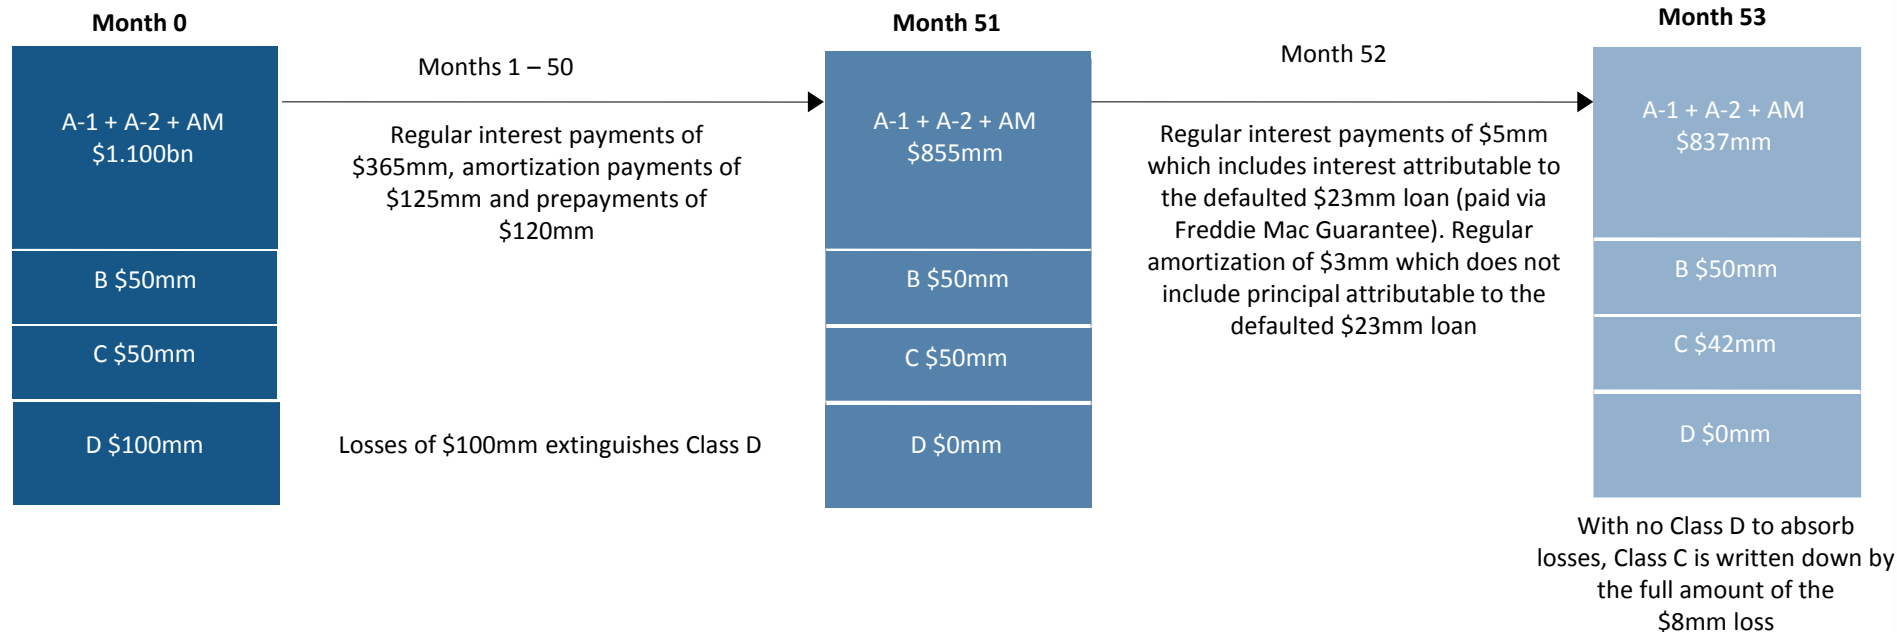 Month 0
A-1 + A-2 + AM
$1.100bn
B $50mm
C $50mm
D $100mm
Months 1 – 50
Regular interest payments of
$365mm, amortization payments of
$125mm and prepayments of
$120mm
Losses of $100mm extinguishes Class D
Month 51
A-1 + A-2 + AM
$855mm
B $50mm
C $50mm
D $0mm
Month 52
Regular interest payments of $5mm
which includes interest attributable to
the defaulted $23mm loan (paid via
Freddie Mac Guarantee). Regular
amortization of $3mm which does not
include principal attributable to the
defaulted $23mm loan
Month 53
A-1 + A-2 + AM
$837mm
B $50mm
C $42mm
D $0mm
With no Class D to absorb
losses, Class C is written down by
the full amount of the
$8mm loss